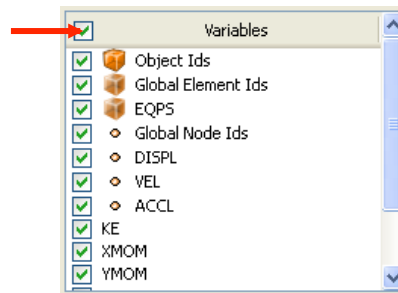 Variables
Object Ids
Global Element Ids
EQPS
Global Node Ids
DISPL
VEL
ACCL
KE
XMOM
YMOM